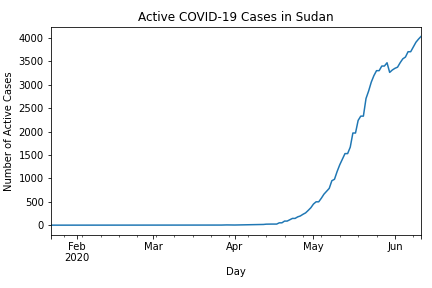 Active COVID-19 Cases in Sudan
Number of Active Cases
4000
3500
3000
2500
2000
1500
1000
500
0
Feb Mar Apr May Jun
2020
Day